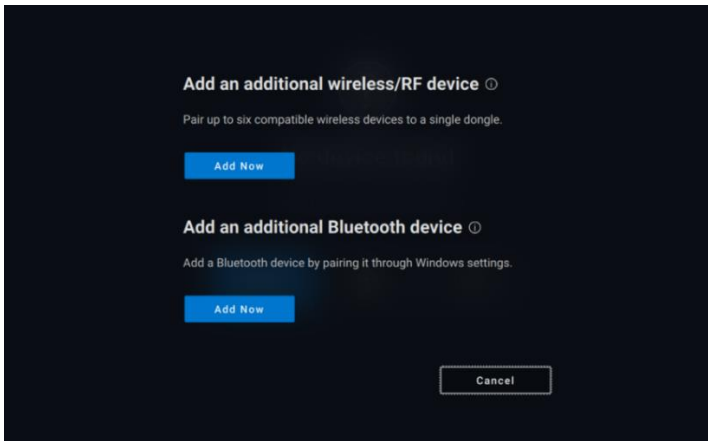 Add an additional wireless/RF device
Pair up to six compatible wireless devices to a single dongle.
Add Now
Add an additional Bluetooth device
Add a Bluetooth device by pairing it through Windows settings.
Add Now
Cancel